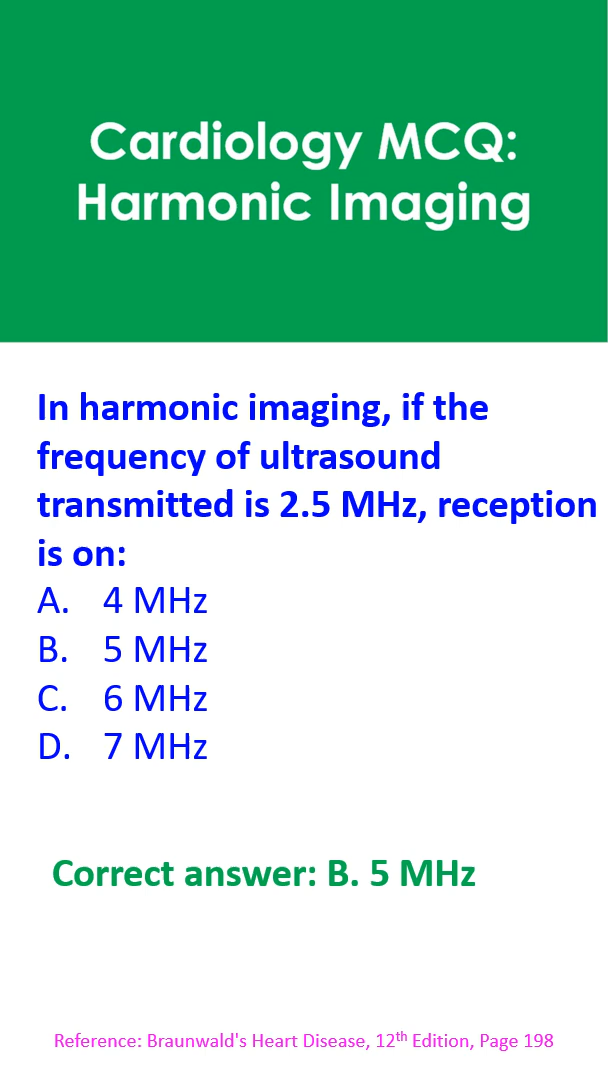 Cardiology MCQ:
Harmonic Imaging
In harmonic imaging, if the
frequency of ultrasound
transmitted is 2.5 MHz, reception
is on:
A. 4 MHz
B. 5 MHz
C. 6 MHz
D. 7 MHz
Correct answer: B. 5 MHz
Reference: Braunwald's Heart Disease, 12th Edition, Page 198